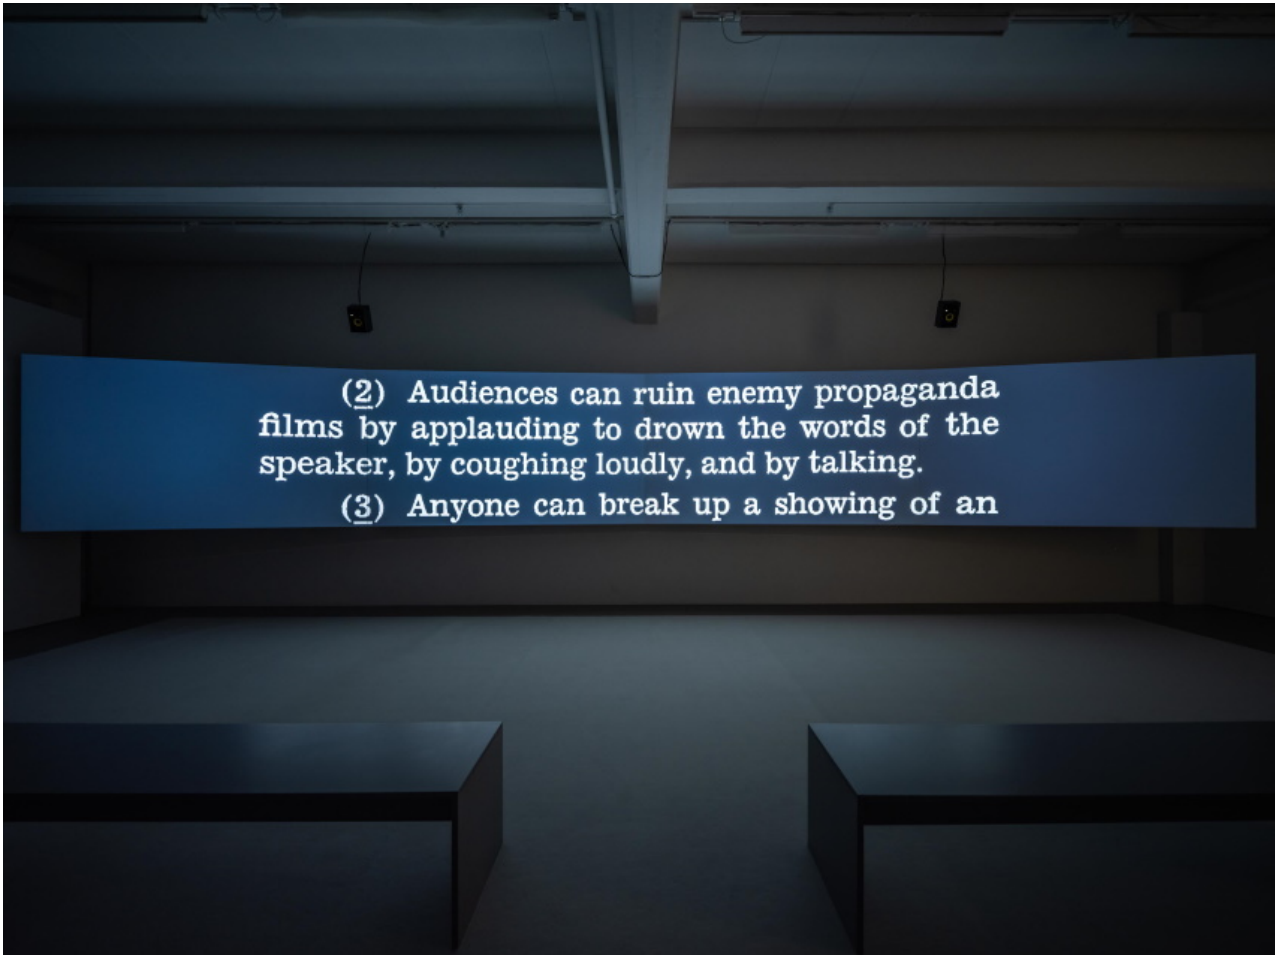 (2) Audiences can ruin enemy propaganda
films by applauding to drown the words of the
speaker, by coughing loudly, and by talking.
(3) Anyone can break up a showing of an